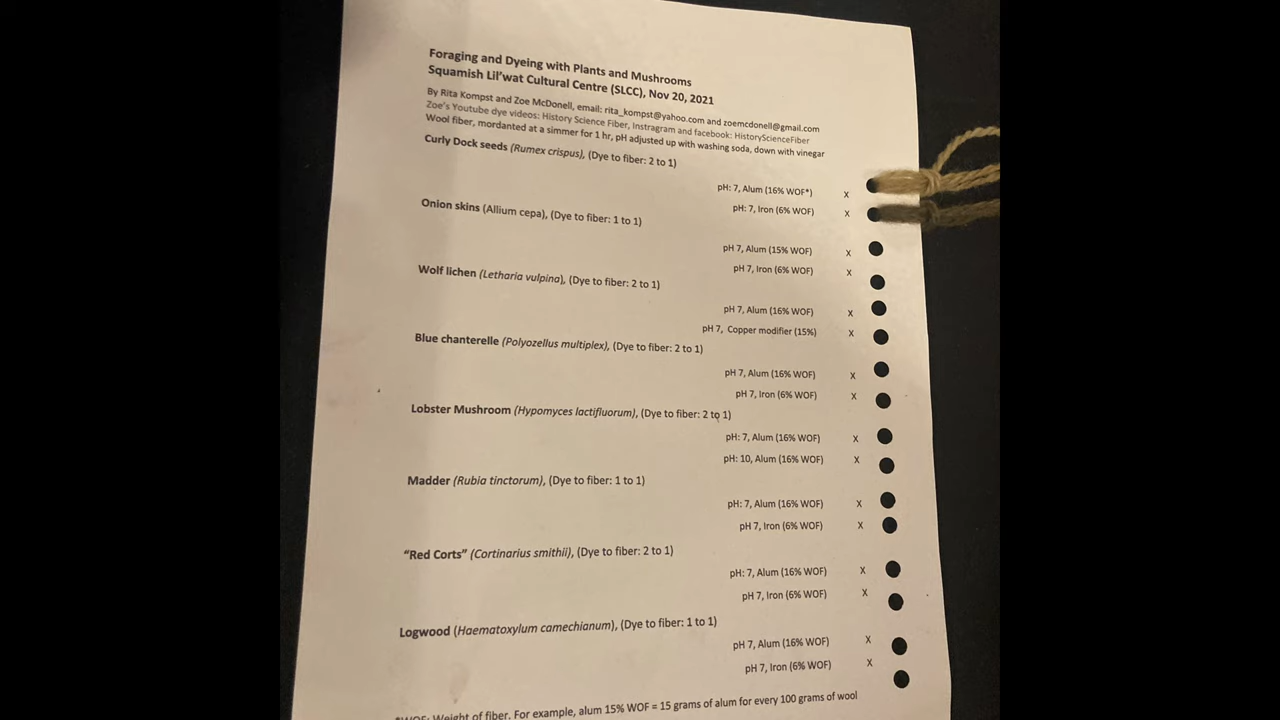 Foraging and Dyeing with Plants and Mushrooms
Squamish Lil'wat Cultural Centre (SLCC), Nov 20, 2021
By Rita Kompst and Zoe McDonell, email: rita_kompst@yahoo.com and zoemcdonell@gmail.com
Zoe's Youtube dye videos: History Science Fiber, Instragram and facebook: HistoryScienceFiber
Wool fiber, mordanted at a simmer for 1 hr, pH adjusted up with washing soda, down with vinegar
Curly Dock seeds (Rumex crispus), (Dye to fiber: 2 to 1)
pH: 7, Alum (16% WOF*) x
pH: 7, Iron (6% WOF) x
Onion skins (Allium cepa), (Dye to fiber: 1 to 1)
pH 7, Alum (15% WOF) x
pH 7, Iron (6% WOF) x
Wolf lichen (Letharia vulpina), (Dye to fiber: 2 to 1)
pH 7, Alum (16% WOF) x
pH 7, Copper modifier (15%) x
Blue chanterelle (Polyozellus multiplex), (Dye to fiber: 2 to 1)
pH 7, Alum (16% WOF) x
pH 7, Iron (6% WOF) x
Lobster Mushroom (Hypomyces lactifluorum), (Dye to fiber: 2 to 1)
pH: 7, Alum (16% WOF) x
pH: 10, Alum (16% WOF) x
Madder (Rubia tinctorum), (Dye to fiber: 1 to 1)
pH: 7, Alum (16% WOF) x
pH 7, Iron (6% WOF) x
"Red Corts" (Cortinarius smithii), (Dye to fiber: 2 to 1)
pH: 7, Alum (16% WOF) x
pH 7, Iron (6% WOF) x
Logwood (Haematoxylum camechianum), (Dye to fiber: 1 to 1)
pH 7, Alum (16% WOF) x
pH 7, Iron (6% WOF) x
*WOF: Weight of fiber. For example, alum 15% WOF = 15 grams of alum for every 100 grams of wool